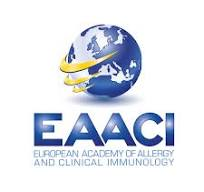 EAACI
EUROPEAN ACADEMY OF ALLERGY
AND CLINICAL IMMUNOLOGY